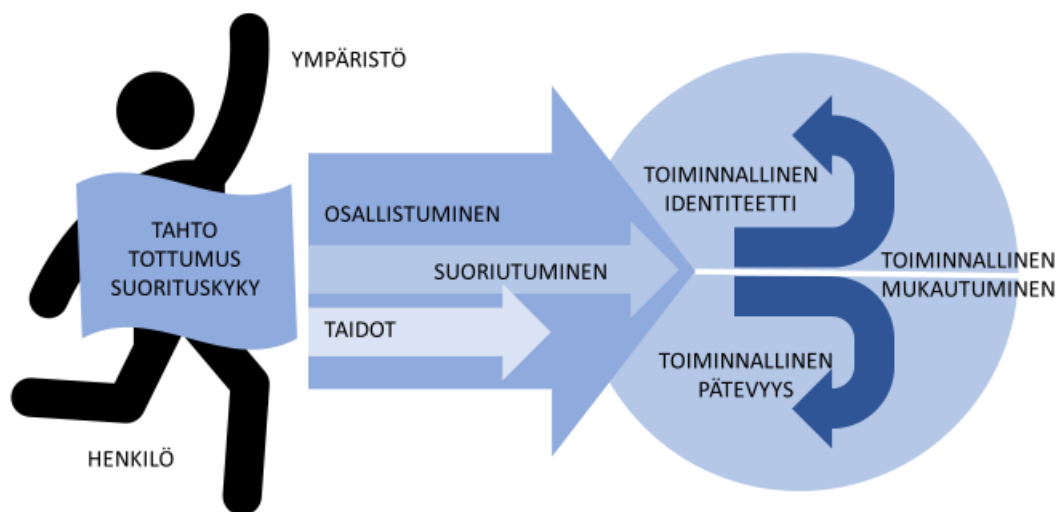 YMPÄRISTÖ
TAHTO
TOTTUMUS
SUORITUSKYKY
HENKILÖ
OSALLISTUMINEN
SUORIUTUMINEN
TAIDOT
TOIMINNALLINEN
IDENTITEETTI
TOIMINNALLINEN
MUKAUTUMINEN
TOIMINNALLINEN
PÄTEVYYS